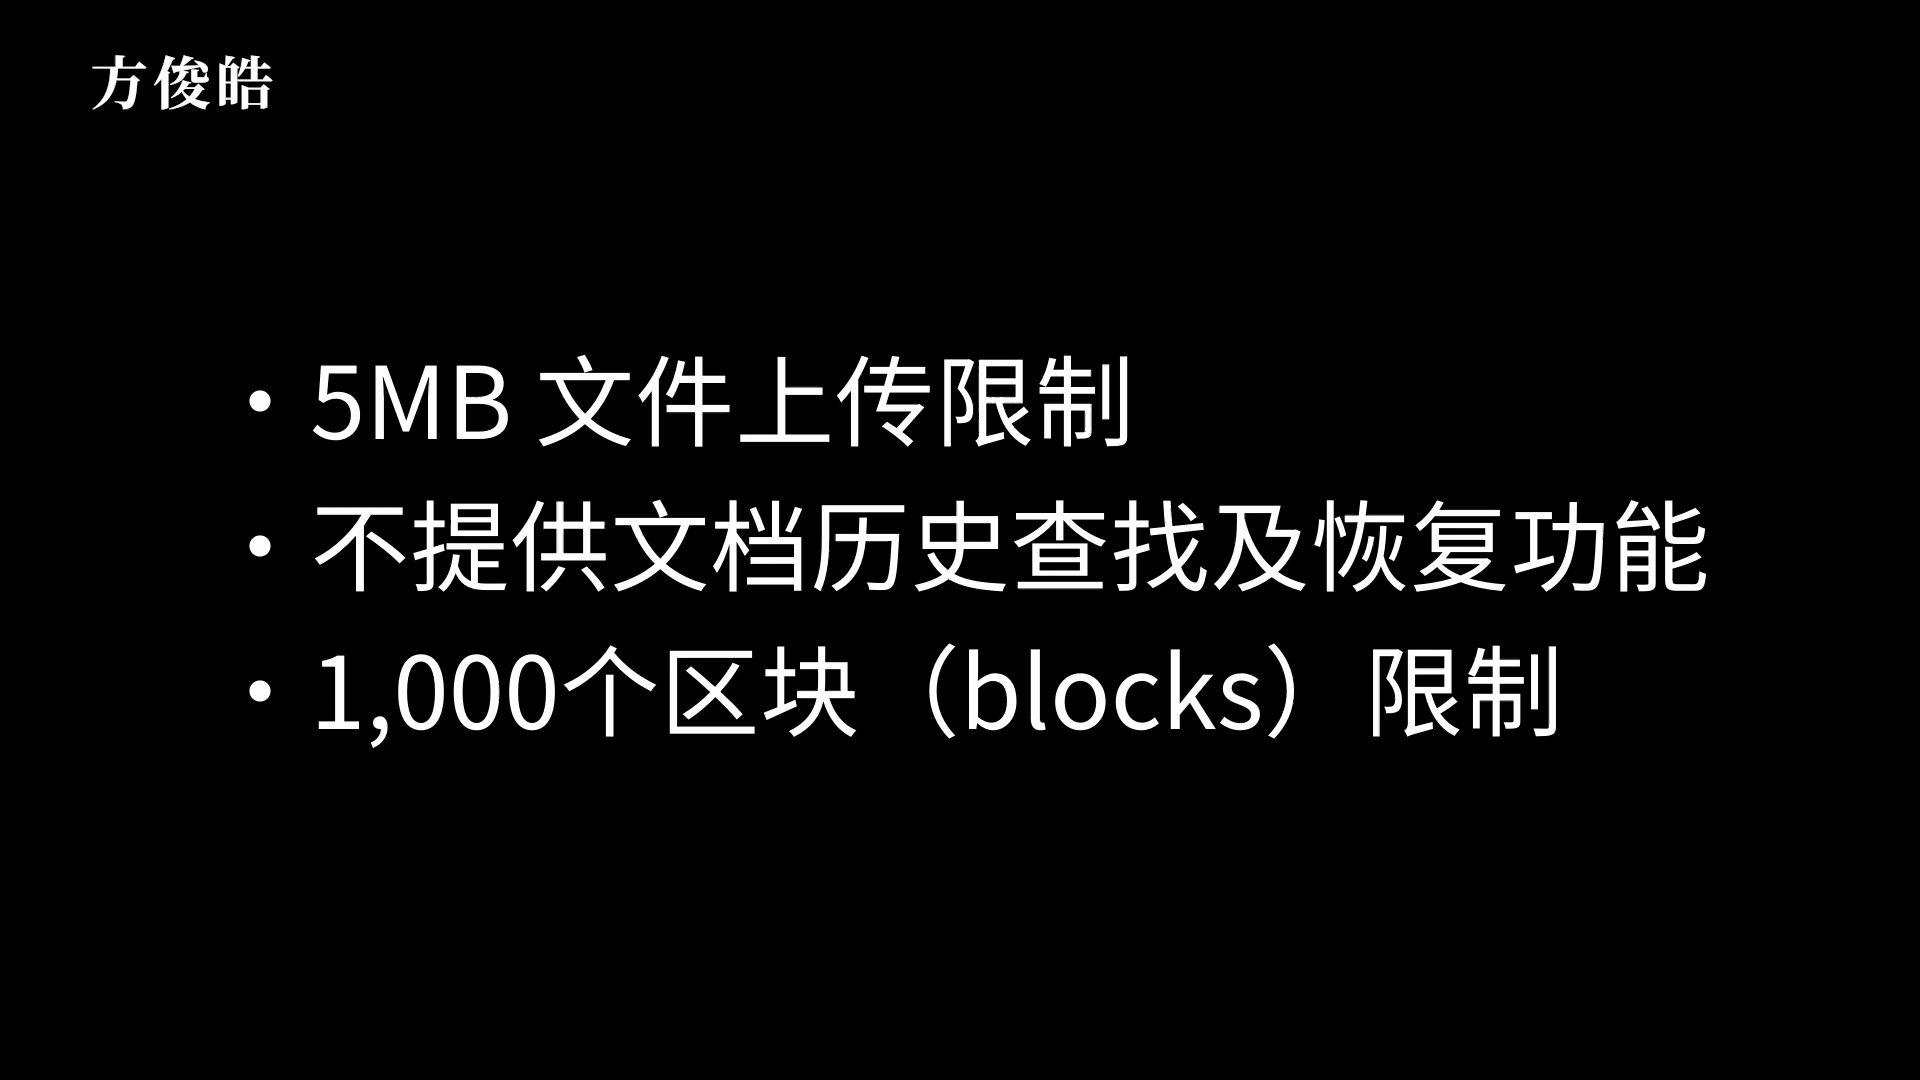 方俊皓
• 5MB 文件上传限制
• 不提供文档历史查找及恢复功能
• 1,000个区块（blocks）限制